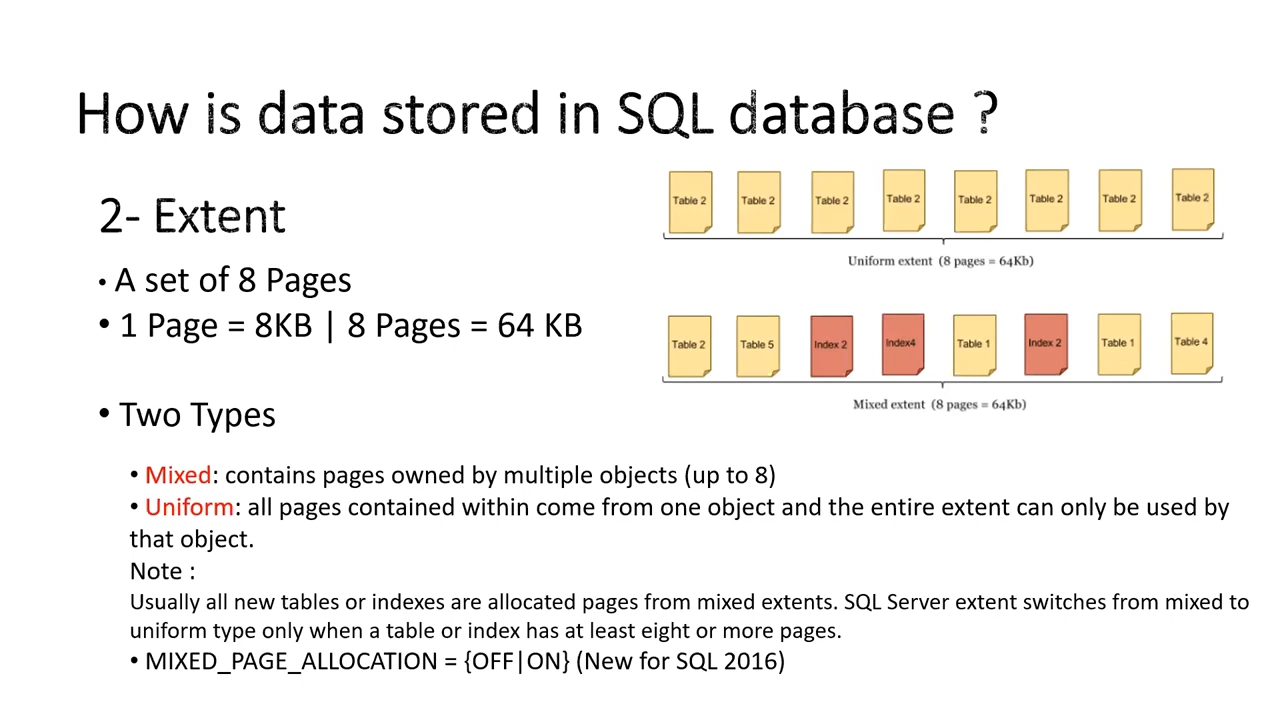 How is data stored in SQL database ?
2- Extent
• A set of 8 Pages
• 1 Page = 8KB | 8 Pages = 64 KB
• Two Types
Table 2 Table 2 Table 2 Table 2 Table 2 Table 2 Table 2 Table 2
Uniform extent (8 pages = 64Kb)
Table 2 Table 5 Index 2 Index4 Table 1 Index 2 Table 1 Table 4
Mixed extent (8 pages = 64Kb)
• Mixed: contains pages owned by multiple objects (up to 8)
• Uniform: all pages contained within come from one object and the entire extent can only be used by
that object.
Note :
Usually all new tables or indexes are allocated pages from mixed extents. SQL Server extent switches from mixed to
uniform type only when a table or index has at least eight or more pages.
• MIXED_PAGE_ALLOCATION = {OFF|ON} (New for SQL 2016)